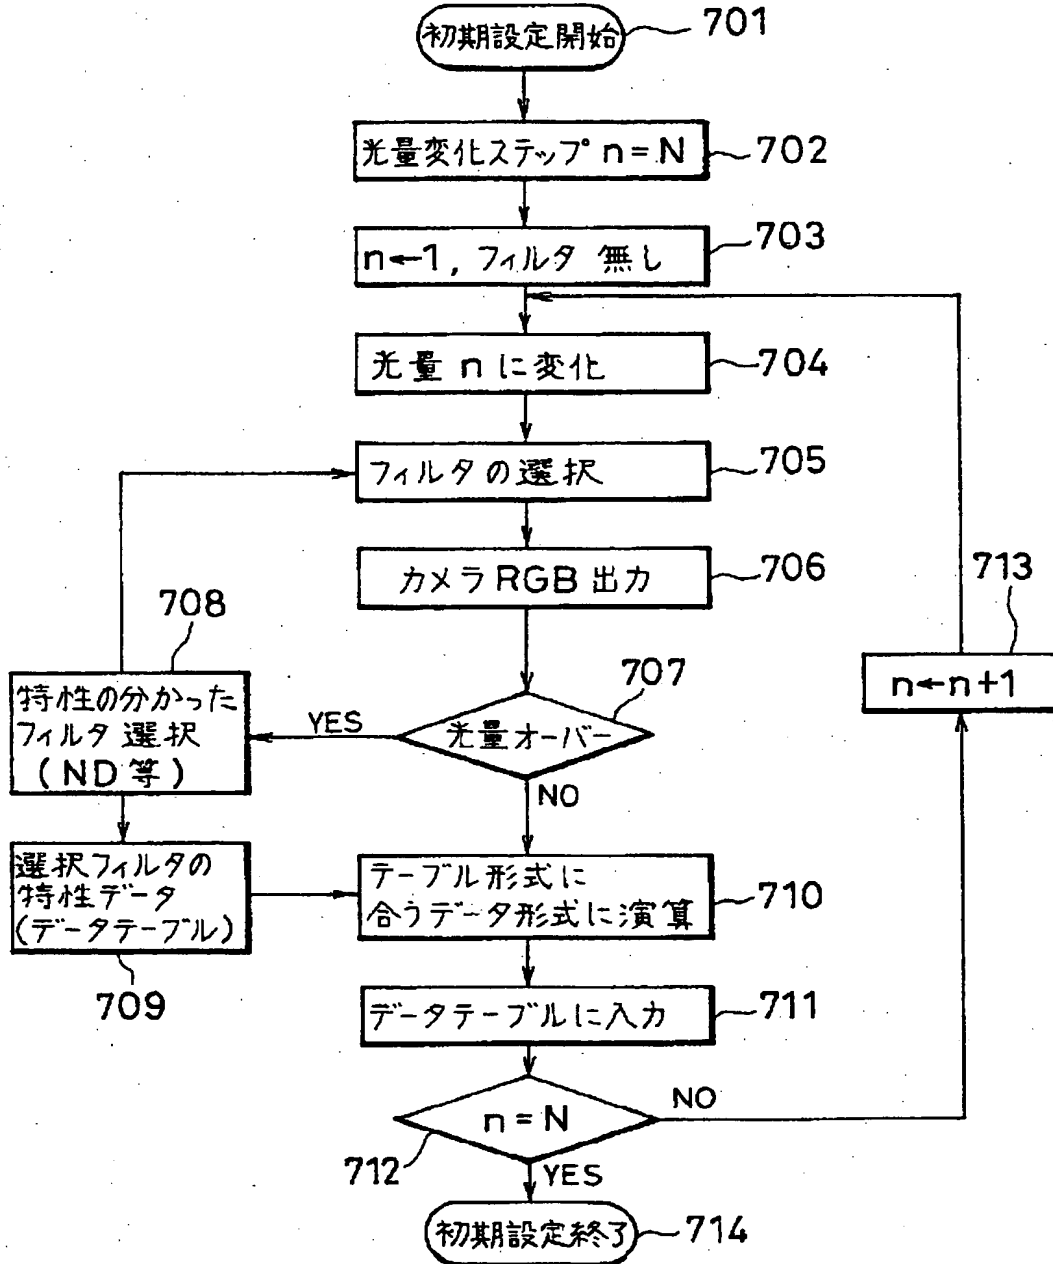 初期設定開始
701
光量変化ステップ n=N
702
n←1, フィルタ 無し
703
光量 n に変化
704
フィルタの選択
705
カメラ RGB 出力
706
713
n←n+1
708
特性の分かった
フィルタ 選択
(ND 等)
YES
707
光量オーバー
NO
選択フィルタの
特性データ
(データテーブル)
709
テーブル形式に
合うデータ形式に演算
710
データテーブルに入力
711
n=N
NO
712
YES
初期設定終了
714